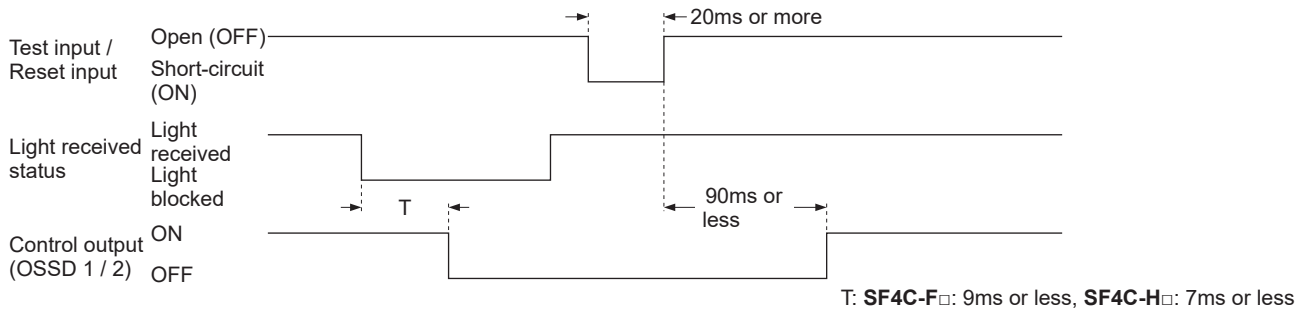 20ms or more
Test input /
Reset input
Open (OFF)
Short-circuit
(ON)
Light received
status
Light
received
Light
blocked
T
90ms or
less
Control output
(OSSD 1 / 2)
ON
OFF
T: SF4C-F□: 9ms or less, SF4C-H□: 7ms or less